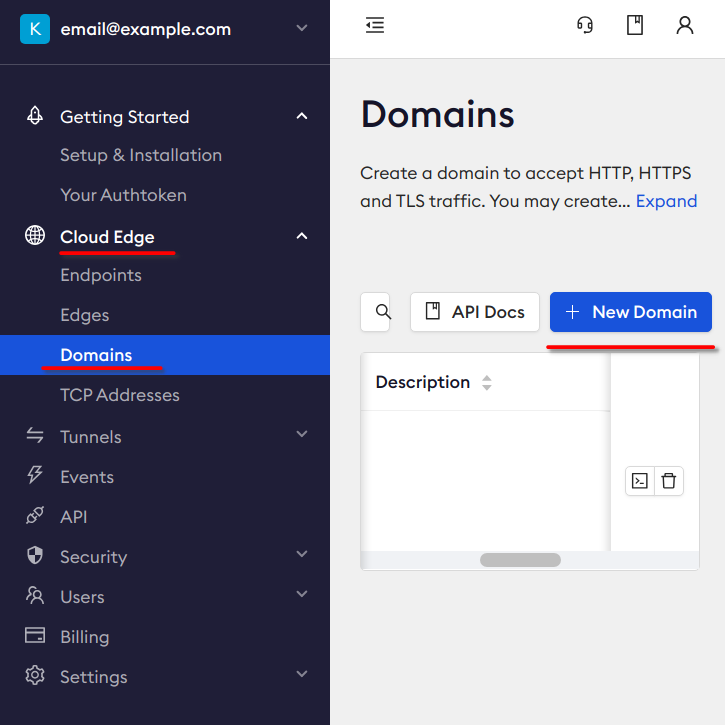 K email@example.com
Getting Started
Setup & Installation
Your Authtoken
Cloud Edge
Endpoints
Edges
Domains
TCP Addresses
Tunnels
Events
API
Security
Users
Billing
Settings
Domains
Create a domain to accept HTTP, HTTPS
and TLS traffic. You may create... Expand
API Docs
+ New Domain
Description